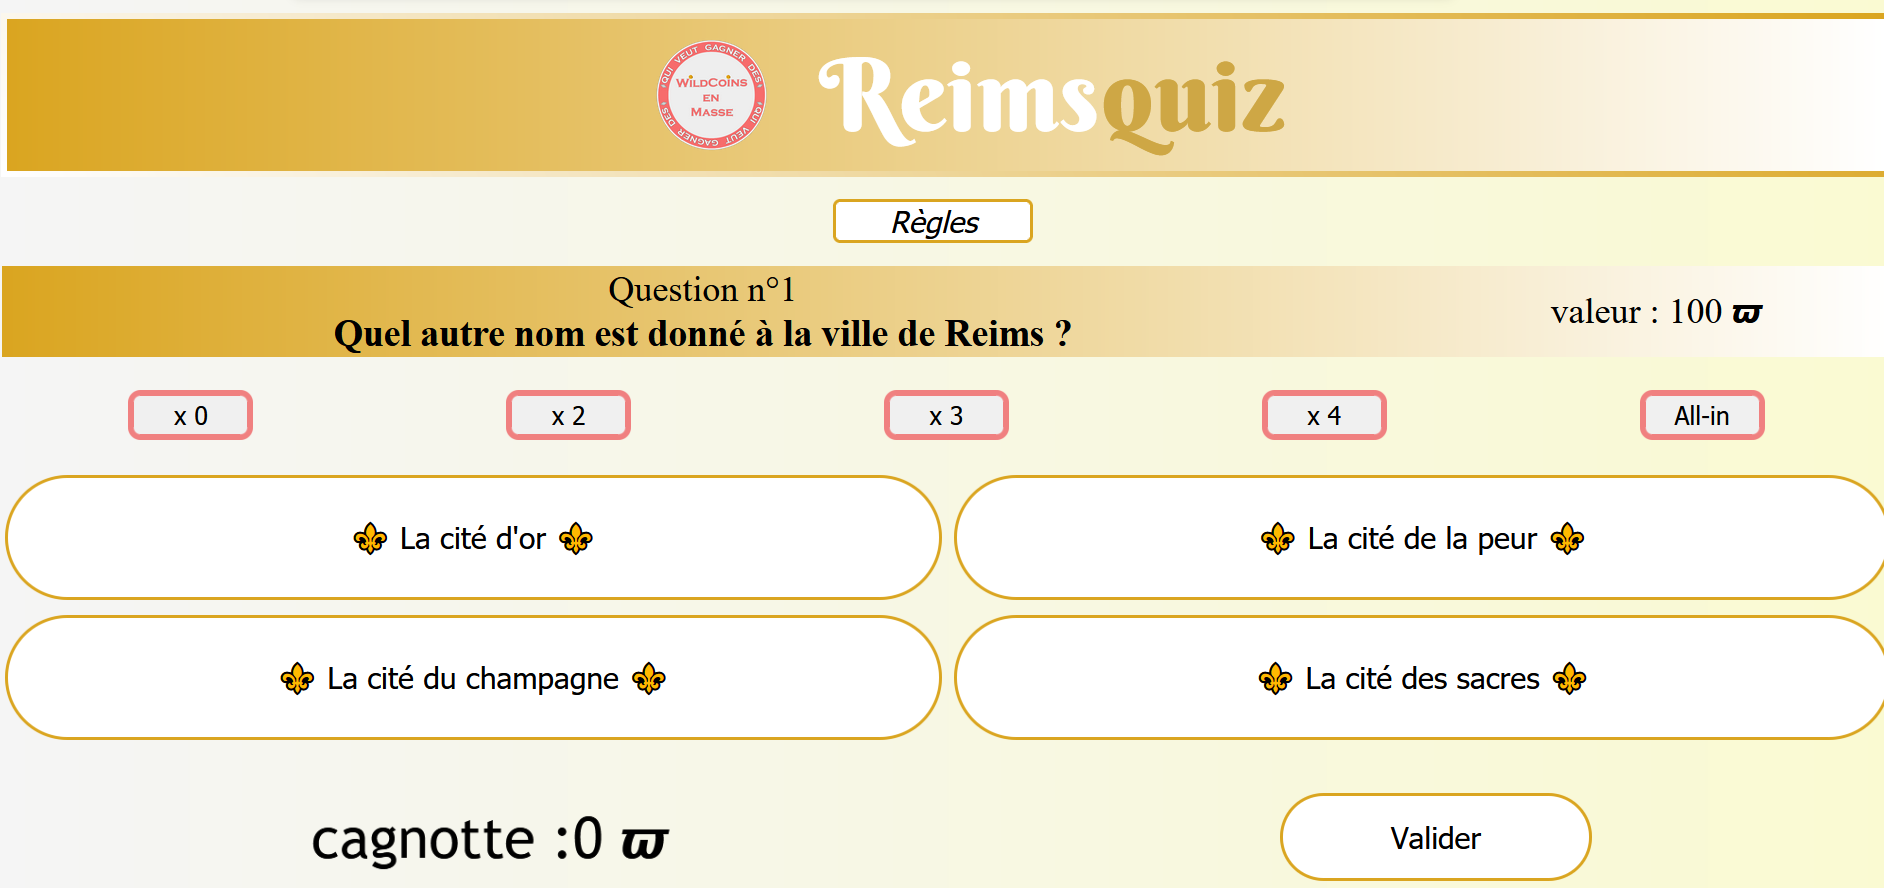 QUI VEUT GAGNER DES
WILDCOINS
EN
MASSE
QUI VEUT GAGNER DES
Reimsquiz
Règles
Question n°1
Quel autre nom est donné à la ville de Reims ?
valeur : 100 ϖ
x 0
x 2
x 3
x 4
All-in
⚜ La cité d'or ⚜
⚜ La cité de la peur ⚜
⚜ La cité du champagne ⚜
⚜ La cité des sacres ⚜
cagnotte :0 ϖ
Valider